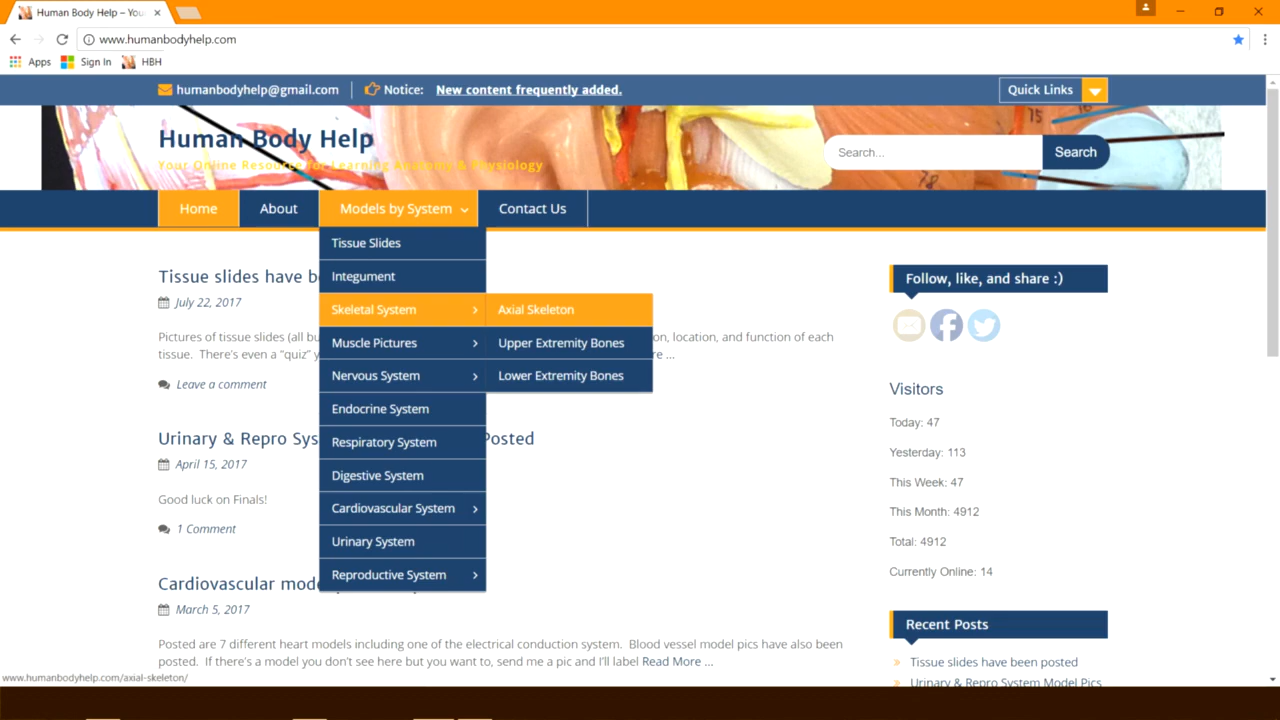 Human Body Help – You
www.humanbodyhelp.com
Apps Sign In HBH
humanbodyhelp@gmail.com Notice: New content frequently added. Quick Links
Human Body Help
Your Online Resource for Learning Anatomy & Physiology
Search... Search
75
78
Home About Models by System Contact Us
Tissue Slides
Integument
Skeletal System Axial Skeleton
Muscle Pictures Upper Extremity Bones
Nervous System Lower Extremity Bones
Endocrine System
Respiratory System
Digestive System
Cardiovascular System
Urinary System
Reproductive System
Tissue slides have b
July 22, 2017
Pictures of tissue slides (all bu on, location, and function of each
tissue. There's even a "quiz" y re ...
Leave a comment
Urinary & Repro Sys Posted
April 15, 2017
Good luck on Finals!
1 Comment
Cardiovascular mod
March 5, 2017
Posted are 7 different heart models including one of the electrical conduction system. Blood vessel model pics have also been
posted. If there's a model you don't see here but you want to, send me a pic and I'll label Read More ...
Follow, like, and share :)
Visitors
Today: 47
Yesterday: 113
This Week: 47
This Month: 4912
Total: 4912
Currently Online: 14
Recent Posts
Tissue slides have been posted
Urinary & Repro System Model Pics
www.humanbodyhelp.com/axial-skeleton/